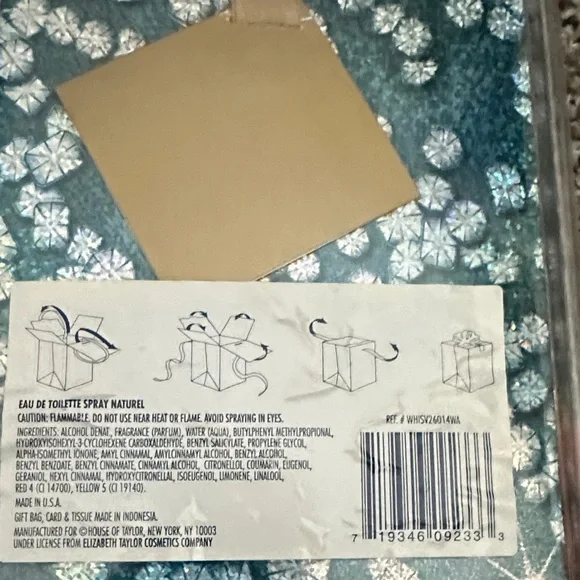 EAU DE TOILETTE SPRAY NATUREL
CAUTION: FLAMMABLE. DO NOT USE NEAR HEAT OR FLAME. AVOID SPRAYING IN EYES.
INGREDIENTS: ALCOHOL DENAT., FRAGRANCE (PARFUM), WATER (AQUA), BUTYLPHENYL METHYLPROPIONAL,
HYDROXYISOHEXYL-3-CYCLOHEXENE CARBOXALDEHYDE, BENZYL SALICYLATE, PROPYLENE GLYCOL,
ALPHA-ISOMETHYL IONONE, AMYL CINNAMAL, AMYLCINNAMYL ALCOHOL, BENZYL ALCOHOL,
BENZYL BENZOATE, BENZYL CINNAMATE, CINNAMYL ALCOHOL, CITRONELLOL, COUMARIN, EUGENOL,
GERANIOL, HEXYL CINNAMAL, HYDROXYCITRONELLAL, ISOEUGENOL, LIMONENE, LINALOOL,
RED 4 (CI 14700), YELLOW 5 (CI 19140).
MADE IN U.S.A.
GIFT BAG, CARD & TISSUE MADE IN INDONESIA.
MANUFACTURED FOR © HOUSE OF TAYLOR, NEW YORK, NY 10003
UNDER LICENSE FROM ELIZABETH TAYLOR COSMETICS COMPANY
REF. # WHISV26014WA
7 19346 09233 3